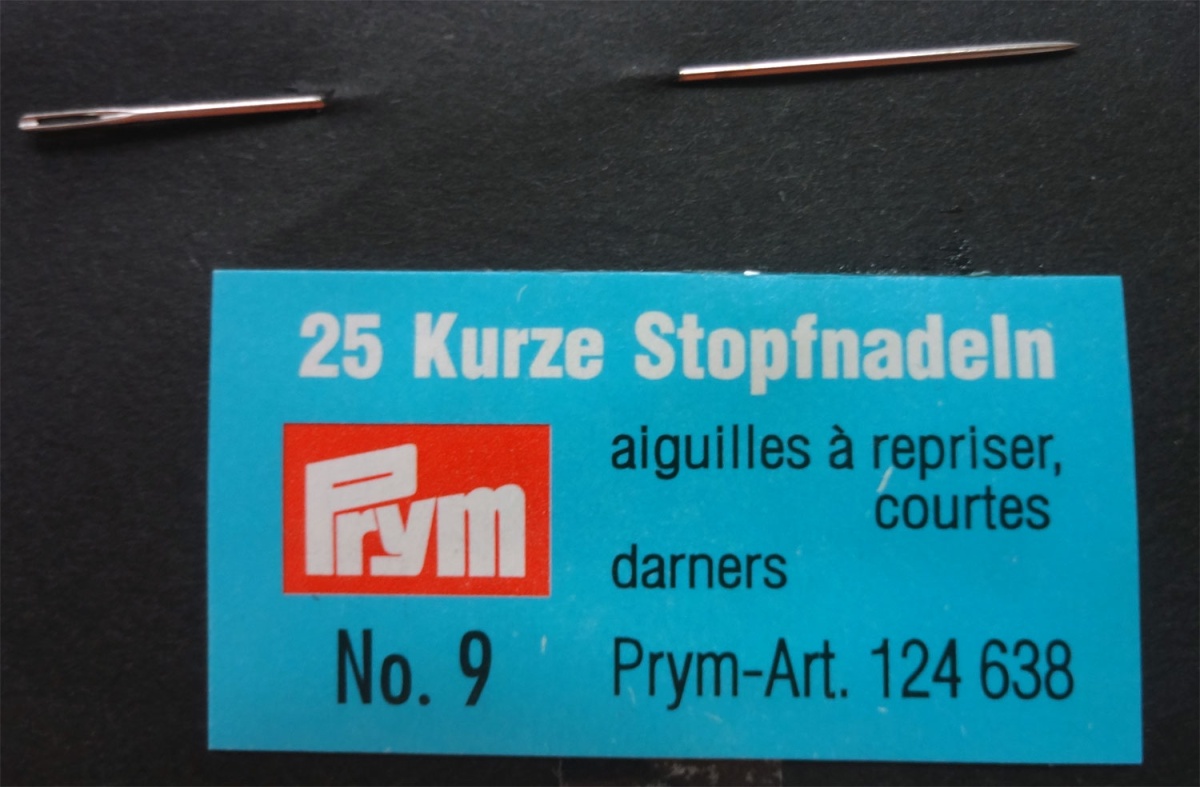 25 Kurze Stopfnadeln
Prym
aiguilles à repriser,
courtes
darners
No. 9
Prym-Art. 124 638